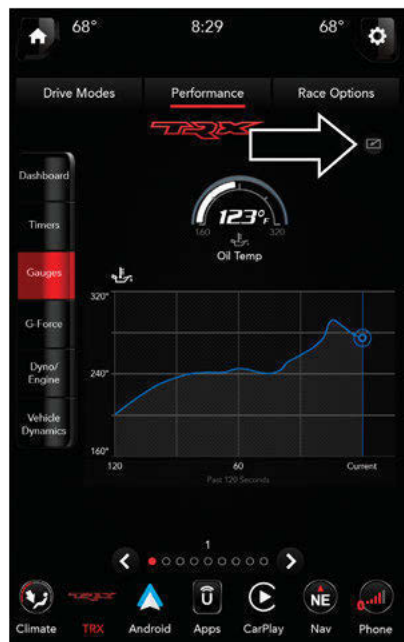 68° 8:29 68°
Drive Modes Performance Race Options
TRX
Dashboard
Timers
Gauges
G-Force
Dyno/
Engine
Vehicle
Dynamics
123°F
160 320
Oil Temp
320°
240°
160°
120 60 Current
Past 120 Seconds
1
NE
Climate TRX Android Apps CarPlay Nav Phone